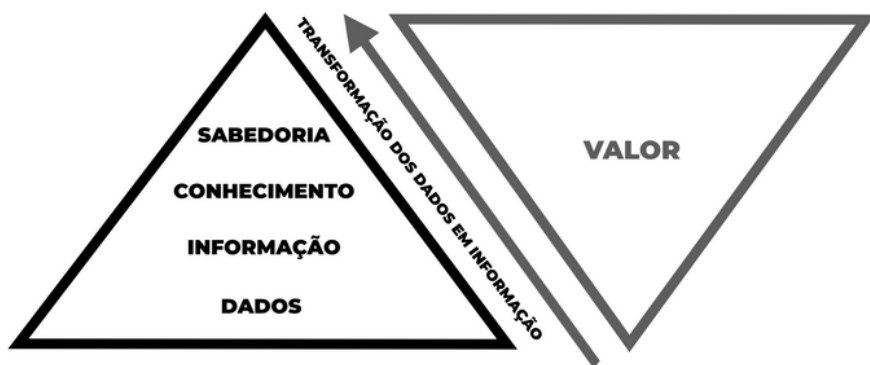 SABEDORIA
CONHECIMENTO
INFORMAÇÃO
DADOS
TRANSFORMAÇÃO DOS DADOS EM INFORMAÇÃO
VALOR